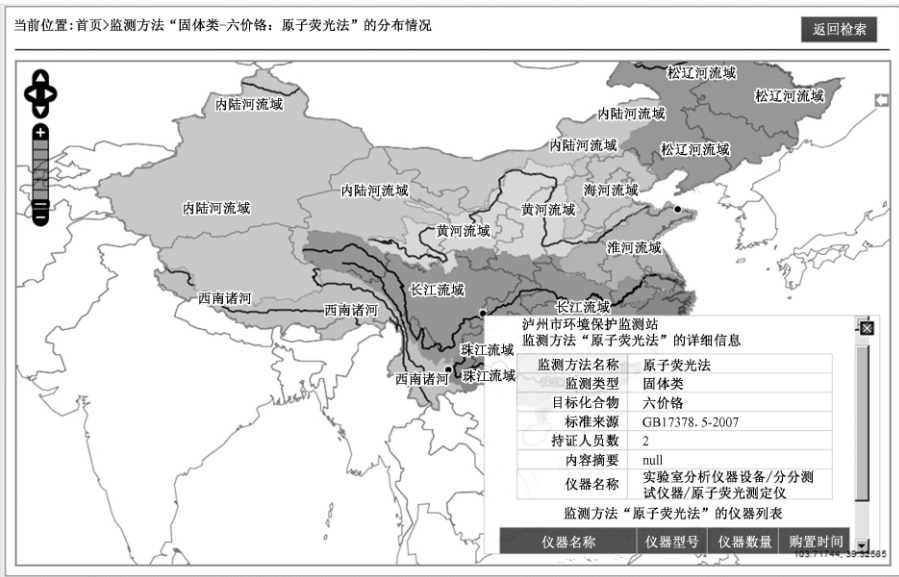 当前位置:首页>监测方法“固体类-六价铬：原子荧光法”的分布情况
返回检索
松辽河流域
松辽河流域
内陆河流域
内陆河流域
内陆河流域
松辽河流域
内陆河流域
海河流域
内陆河流域
黄河流域
黄河流域
淮河流域
长江流域
西南诸河
西南诸河
长江流域
珠江流域
西南诸河
珠江流域
泸州市环境保护监测站
监测方法“原子荧光法”的详细信息
监测方法名称 原子荧光法
监测类型 固体类
目标化合物 六价铬
标准来源 GB17378.5-2007
持证人员数 2
内容摘要 null
仪器名称 实验室分析仪器设备/分分测
试仪器/原子荧光测定仪
监测方法“原子荧光法”的仪器列表
仪器名称 仪器型号 仪器数量 购置时间
103.71744, 39.32585